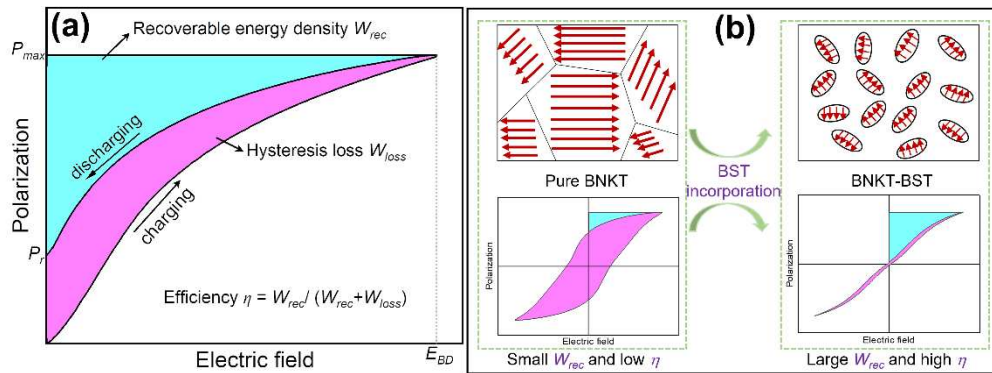 (a)
Recoverable energy density W_rec
P_max
discharging
Hysteresis loss W_loss
charging
Polarization
P_r
Efficiency η = W_rec/ (W_rec+W_loss)
Electric field
E_BD
(b)
Pure BNKT
BST
incorporation
BNKT-BST
Polarization
Electric field
Polarization
Electric field
Small W_rec and low η
Large W_rec and high η